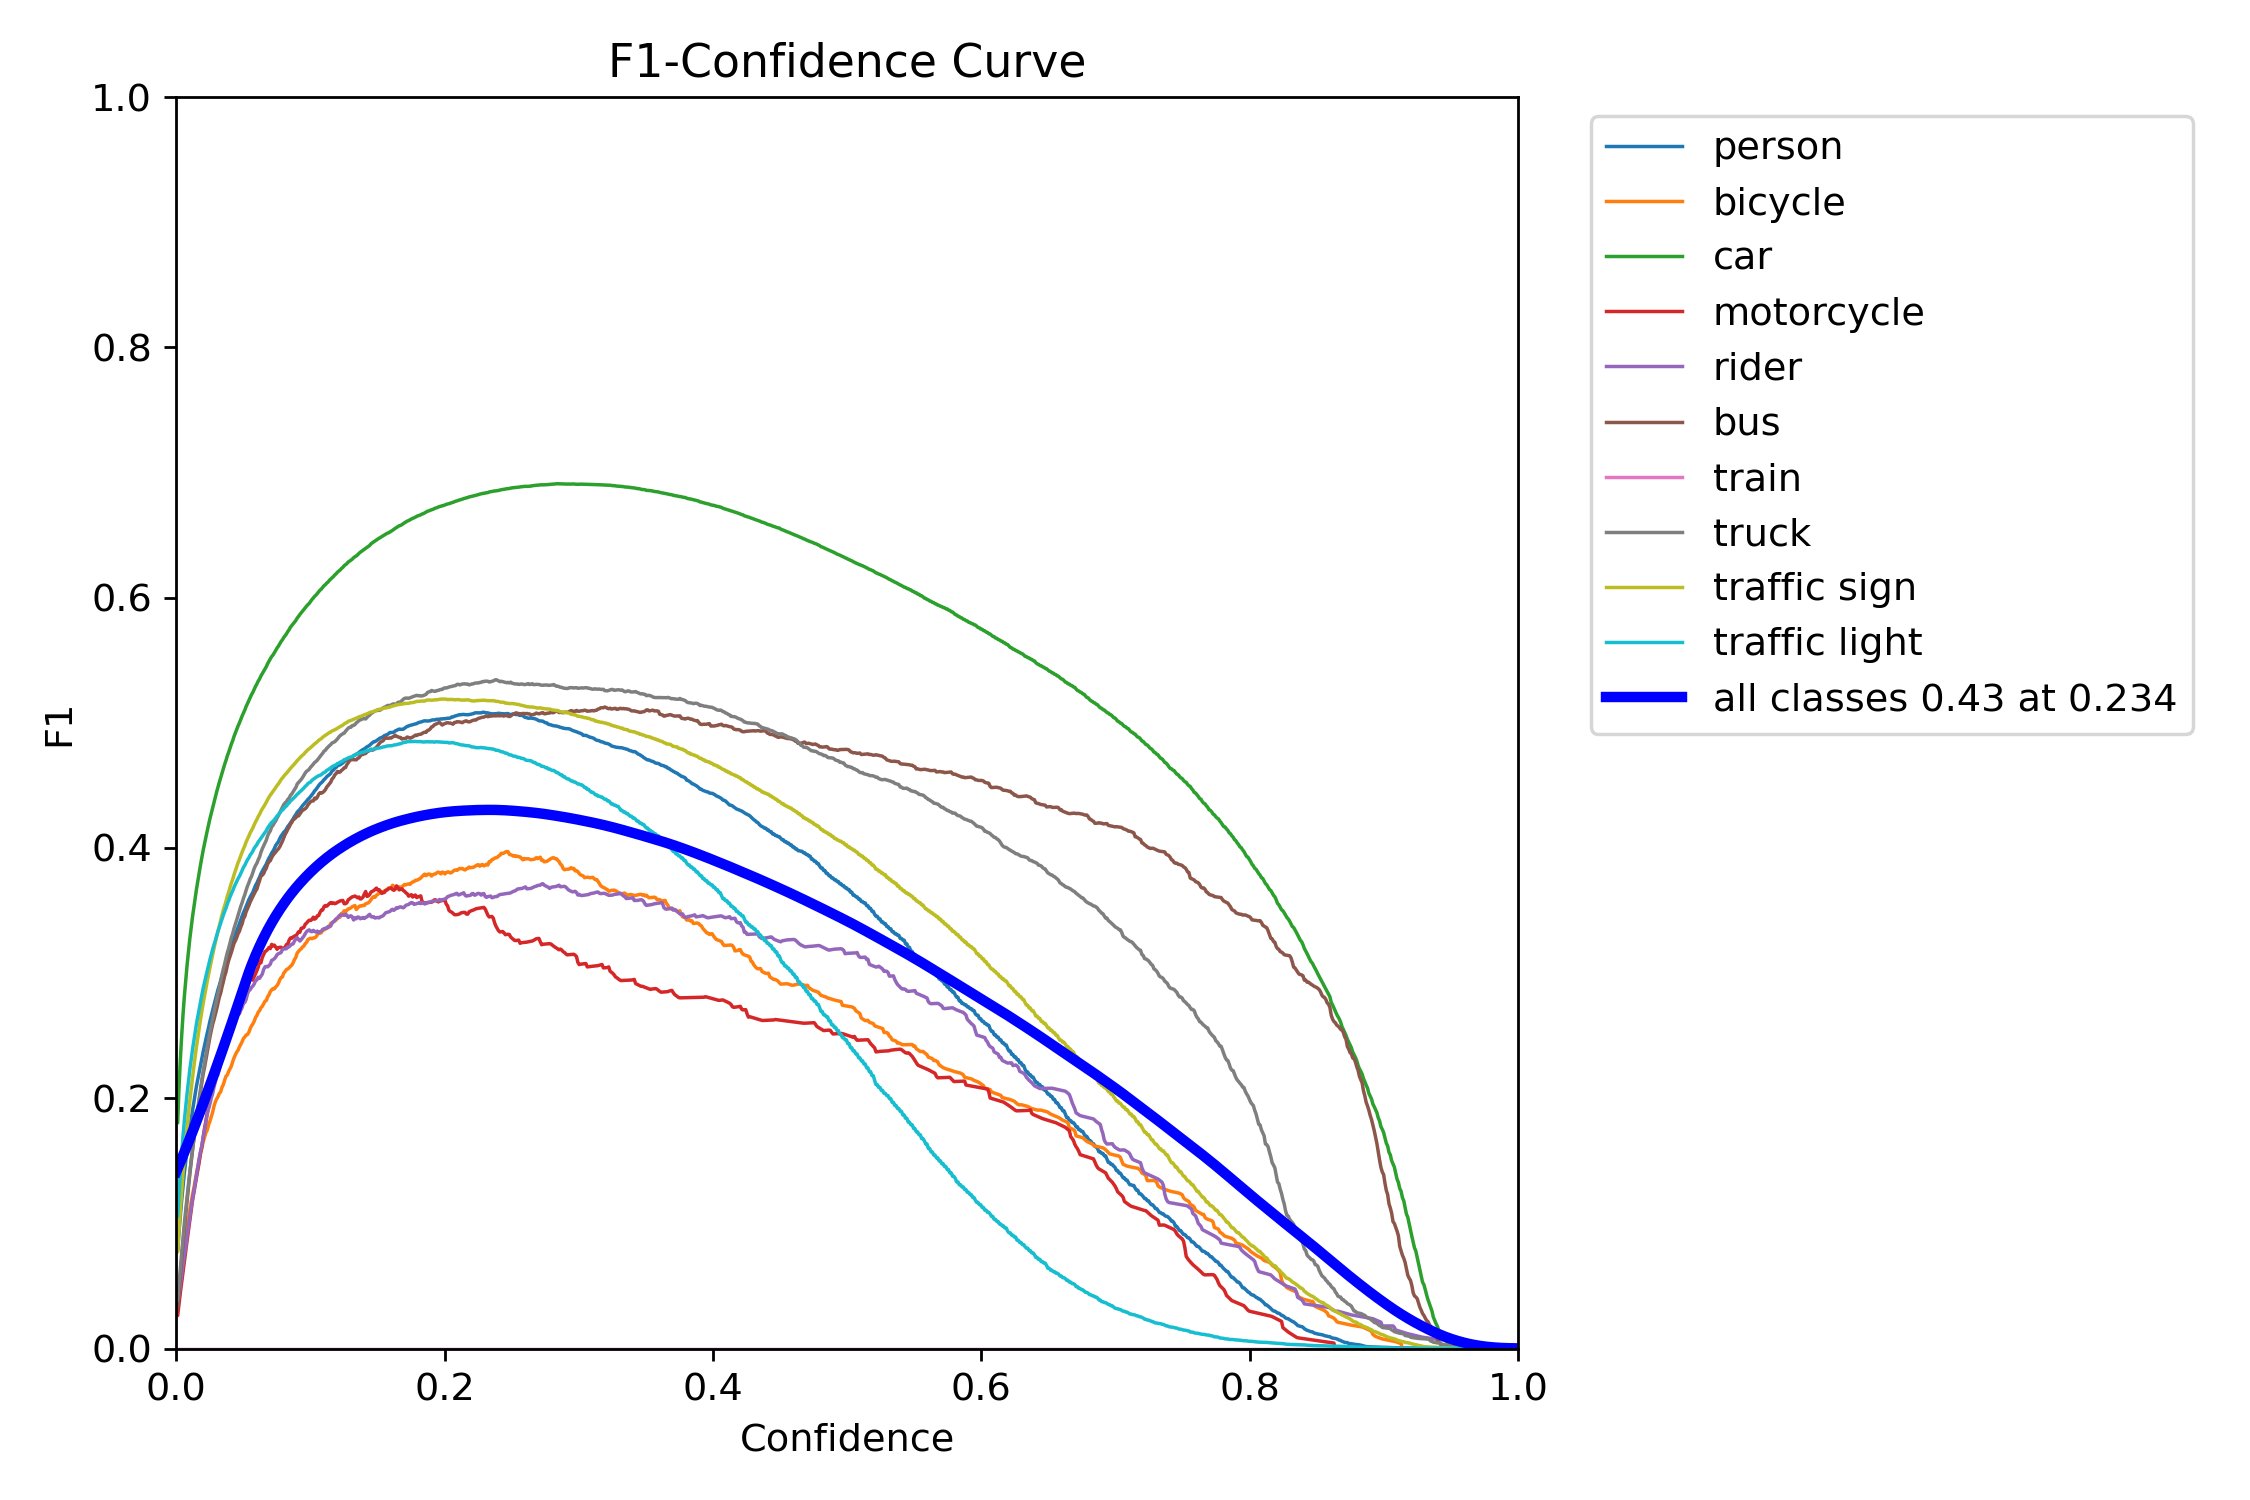 F1-Confidence Curve
1.0
0.8
0.6
0.4
0.2
0.0
F1
0.0 0.2 0.4 0.6 0.8 1.0
Confidence
person
bicycle
car
motorcycle
rider
bus
train
truck
traffic sign
traffic light
all classes 0.43 at 0.234